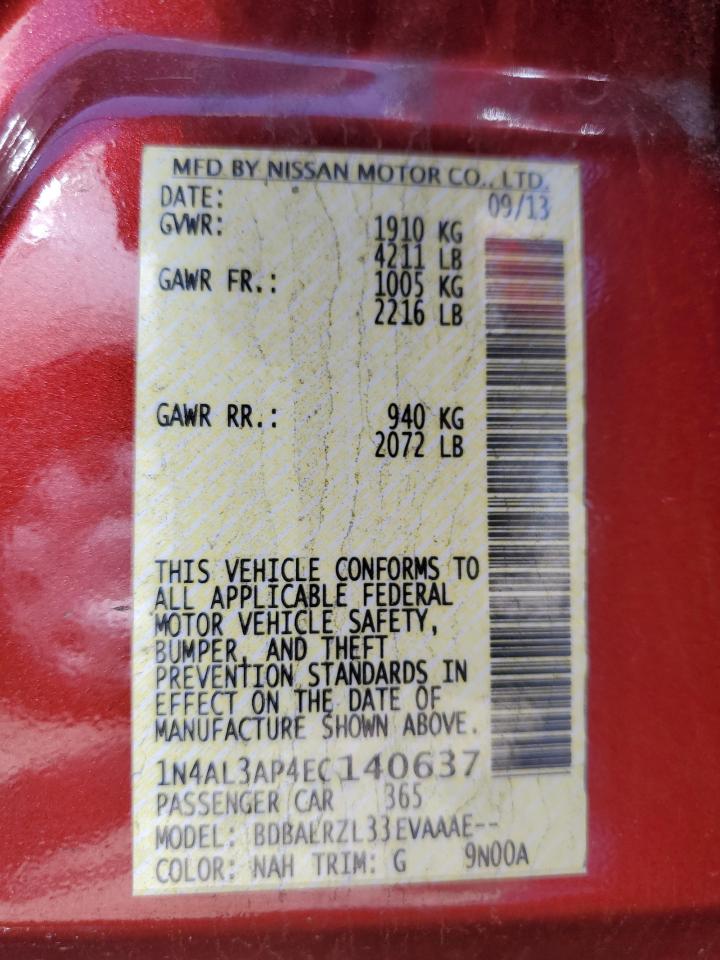 MFD BY NISSAN MOTOR CO., LTD.
DATE: 09/13
GVWR: 1910 KG
4211 LB
GAWR FR.: 1005 KG
2216 LB
GAWR RR.: 940 KG
2072 LB
THIS VEHICLE CONFORMS TO
ALL APPLICABLE FEDERAL
MOTOR VEHICLE SAFETY,
BUMPER, AND THEFT
PREVENTION STANDARDS IN
EFFECT ON THE DATE OF
MANUFACTURE SHOWN ABOVE.
1N4AL3AP4EC140637
PASSENGER CAR 365
MODEL: BDBALRZL33EVAAAE--
COLOR: NAH TRIM: G 9N00A